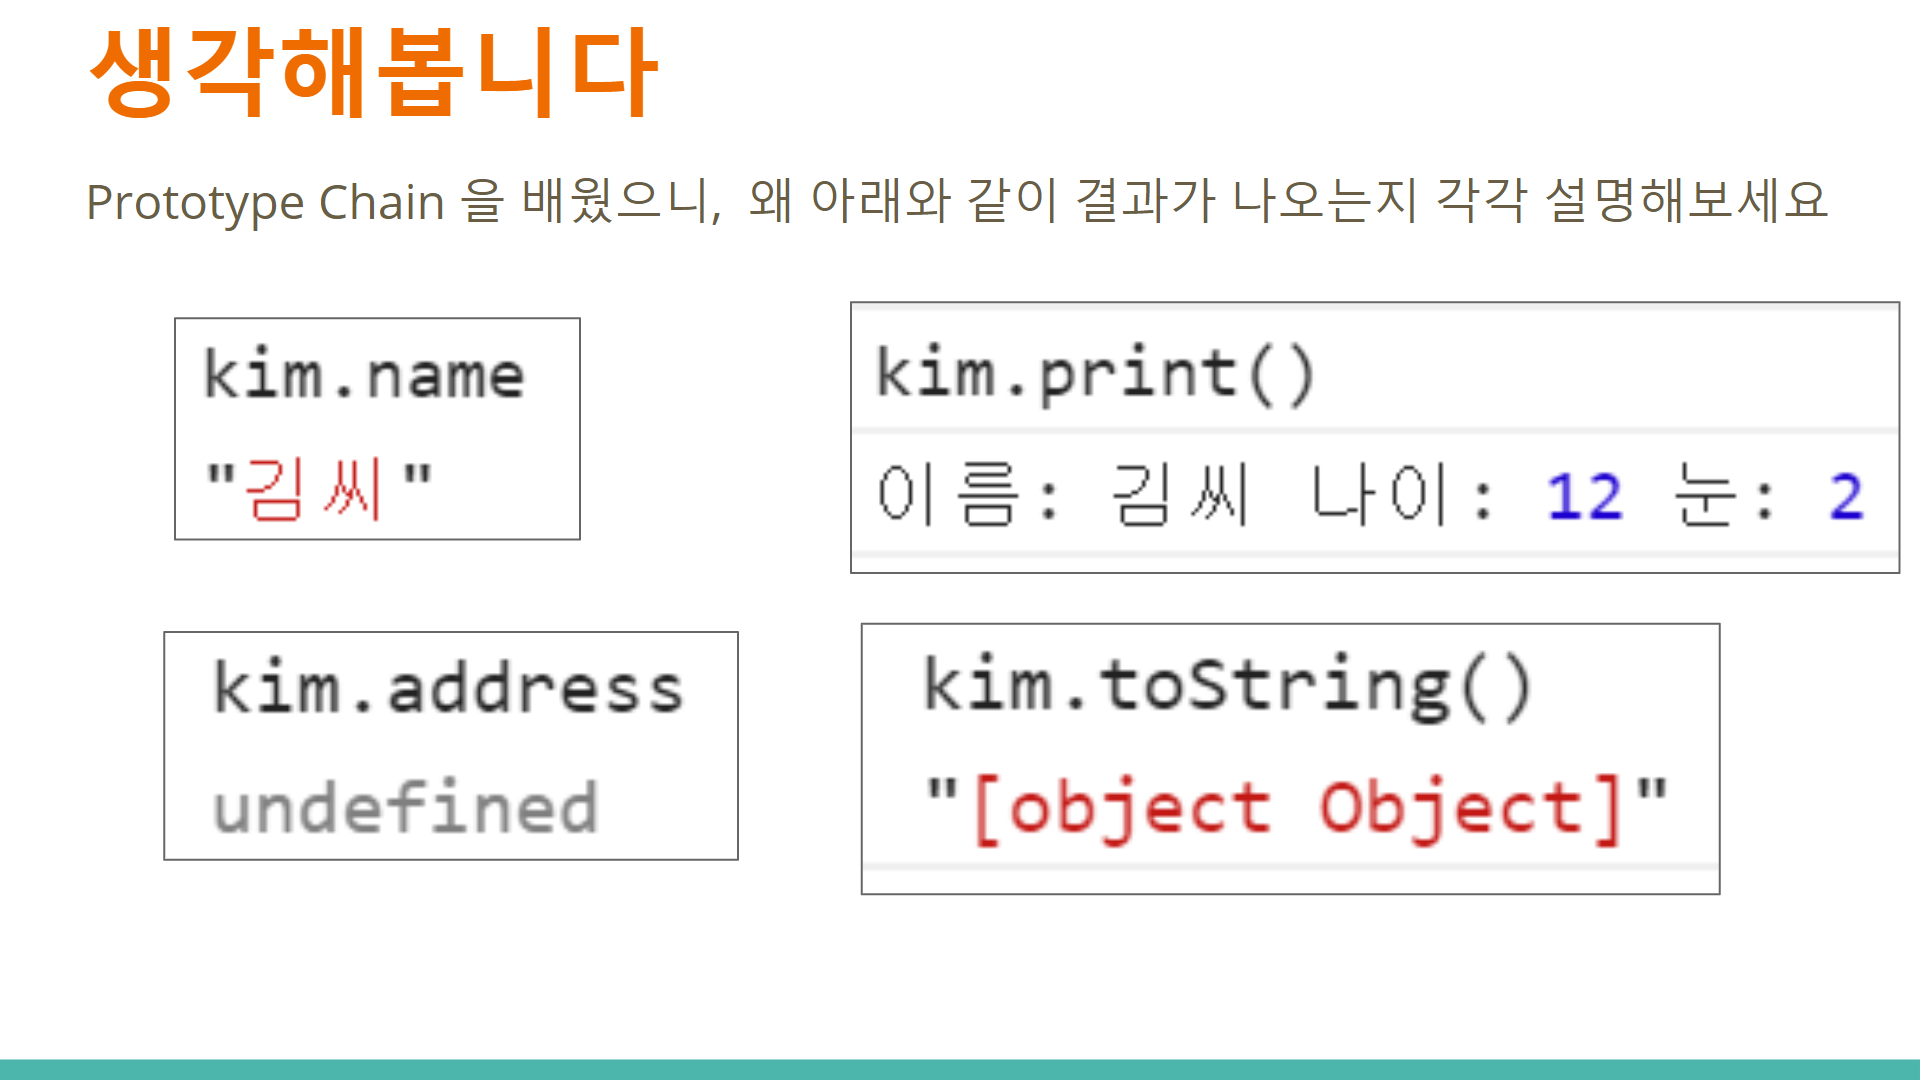 생각해봅니다
Prototype Chain 을 배웠으니, 왜 아래와 같이 결과가 나오는지 각각 설명해보세요
kim.name
"김씨"
kim.print()
이름: 김씨 나이: 12 눈: 2
kim.address
undefined
kim.toString()
"[object Object]"